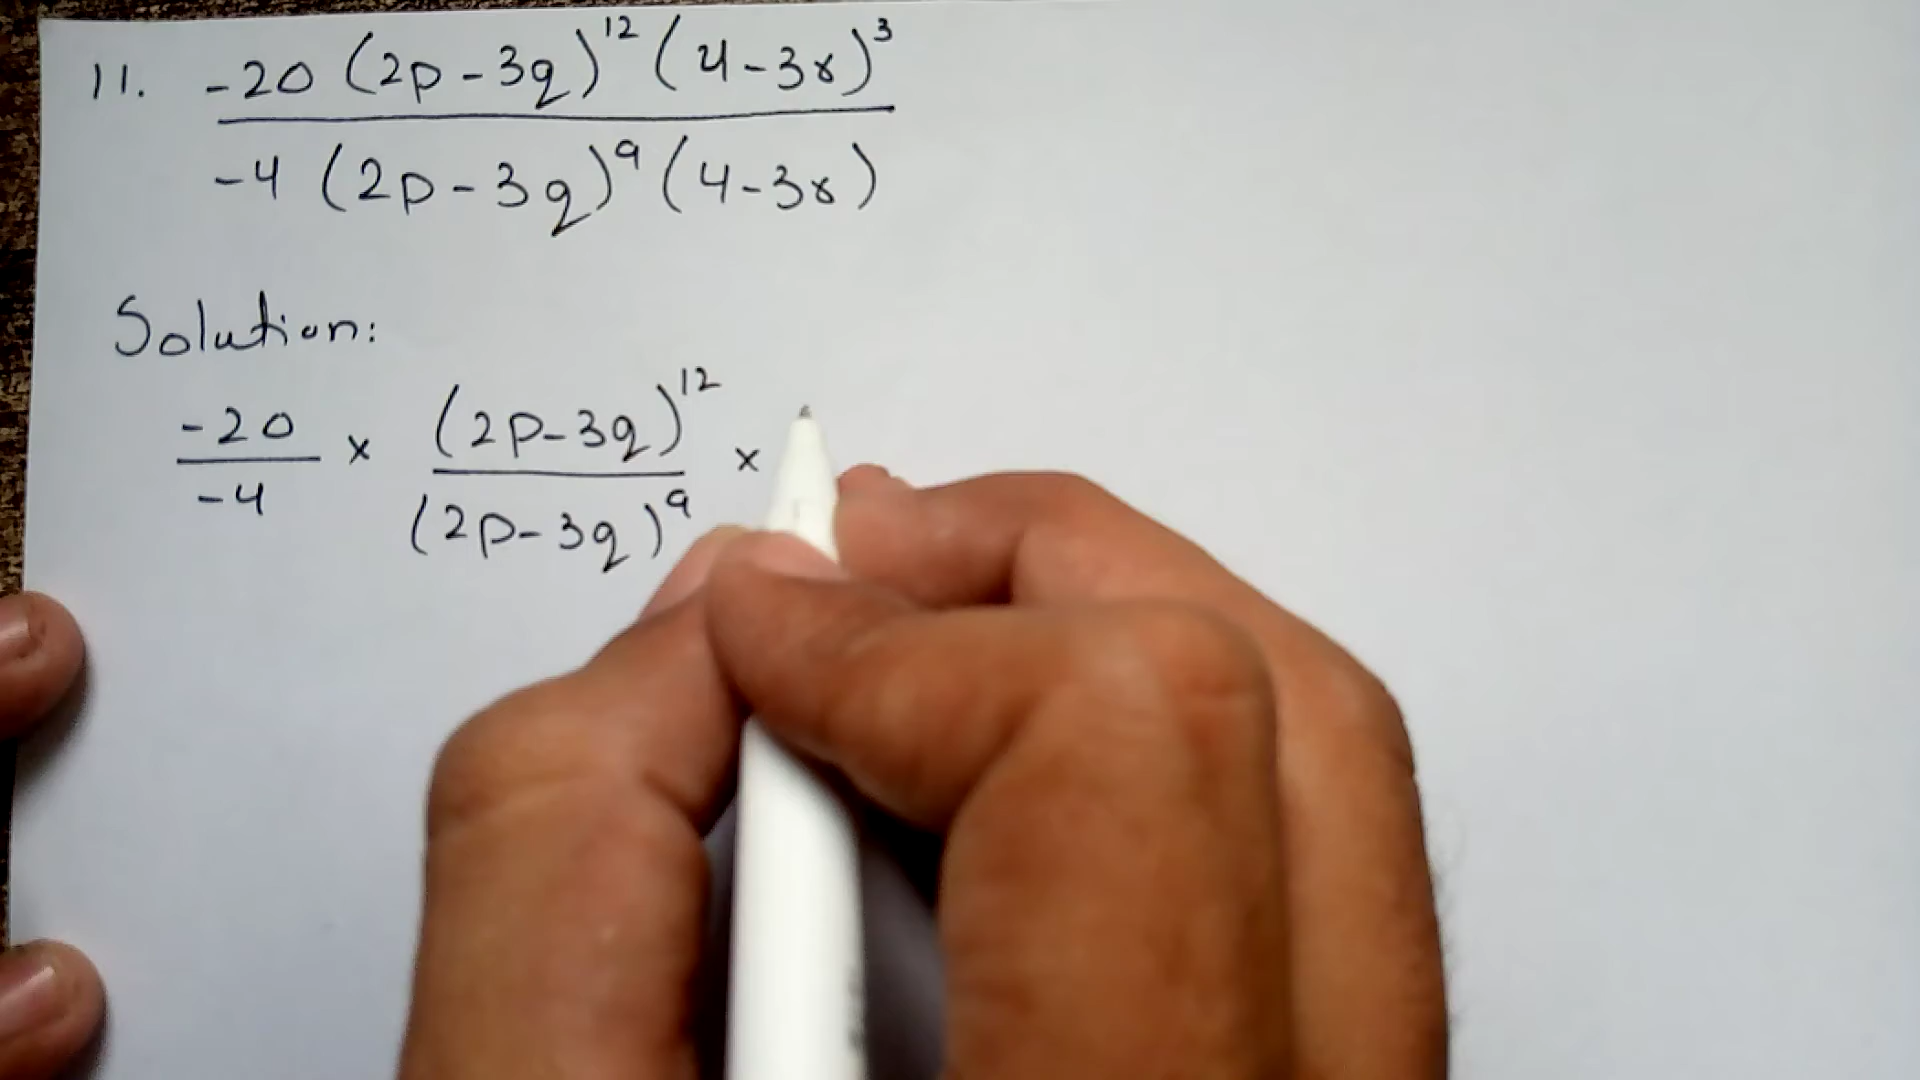 11. -20 (2p-3q)^12 (4-3x)^3
-4 (2p-3q)^9 (4-3x)
Solution:
-20 × (2p-3q)^12 ×
-4 (2p-3q)^9